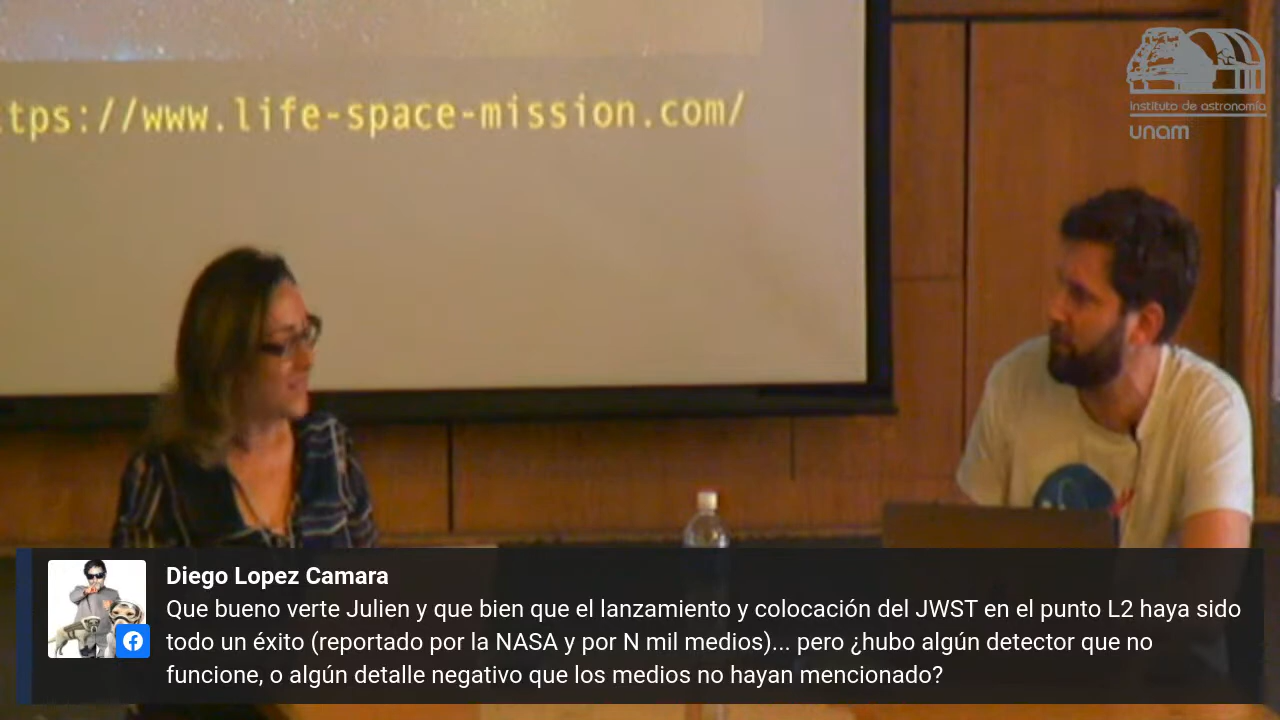 tps://www.life-space-mission.com/
instituto de astronomía
unam
Diego Lopez Camara
Que bueno verte Julien y que bien que el lanzamiento y colocación del JWST en el punto L2 haya sido
todo un éxito (reportado por la NASA y por N mil medios)... pero ¿hubo algún detector que no
funcione, o algún detalle negativo que los medios no hayan mencionado?